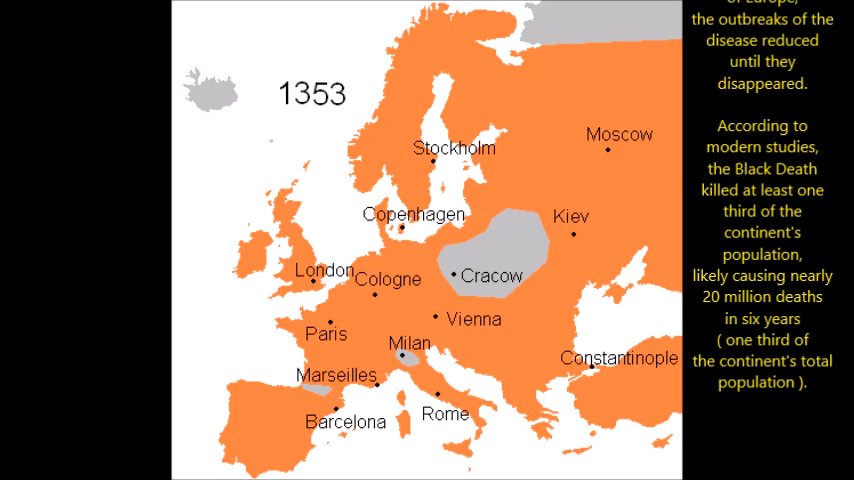 1353
Moscow
Stockholm
Copenhagen
Kiev
London
Cologne
Cracow
Paris
Vienna
Milan
Constantinople
Marseilles
Barcelona
Rome
of Europe,
the outbreaks of the
disease reduced
until they
disappeared.
According to
modern studies,
the Black Death
killed at least one
third of the
continent's
population,
likely causing nearly
20 million deaths
in six years
( one third of
the continent's total
population ).